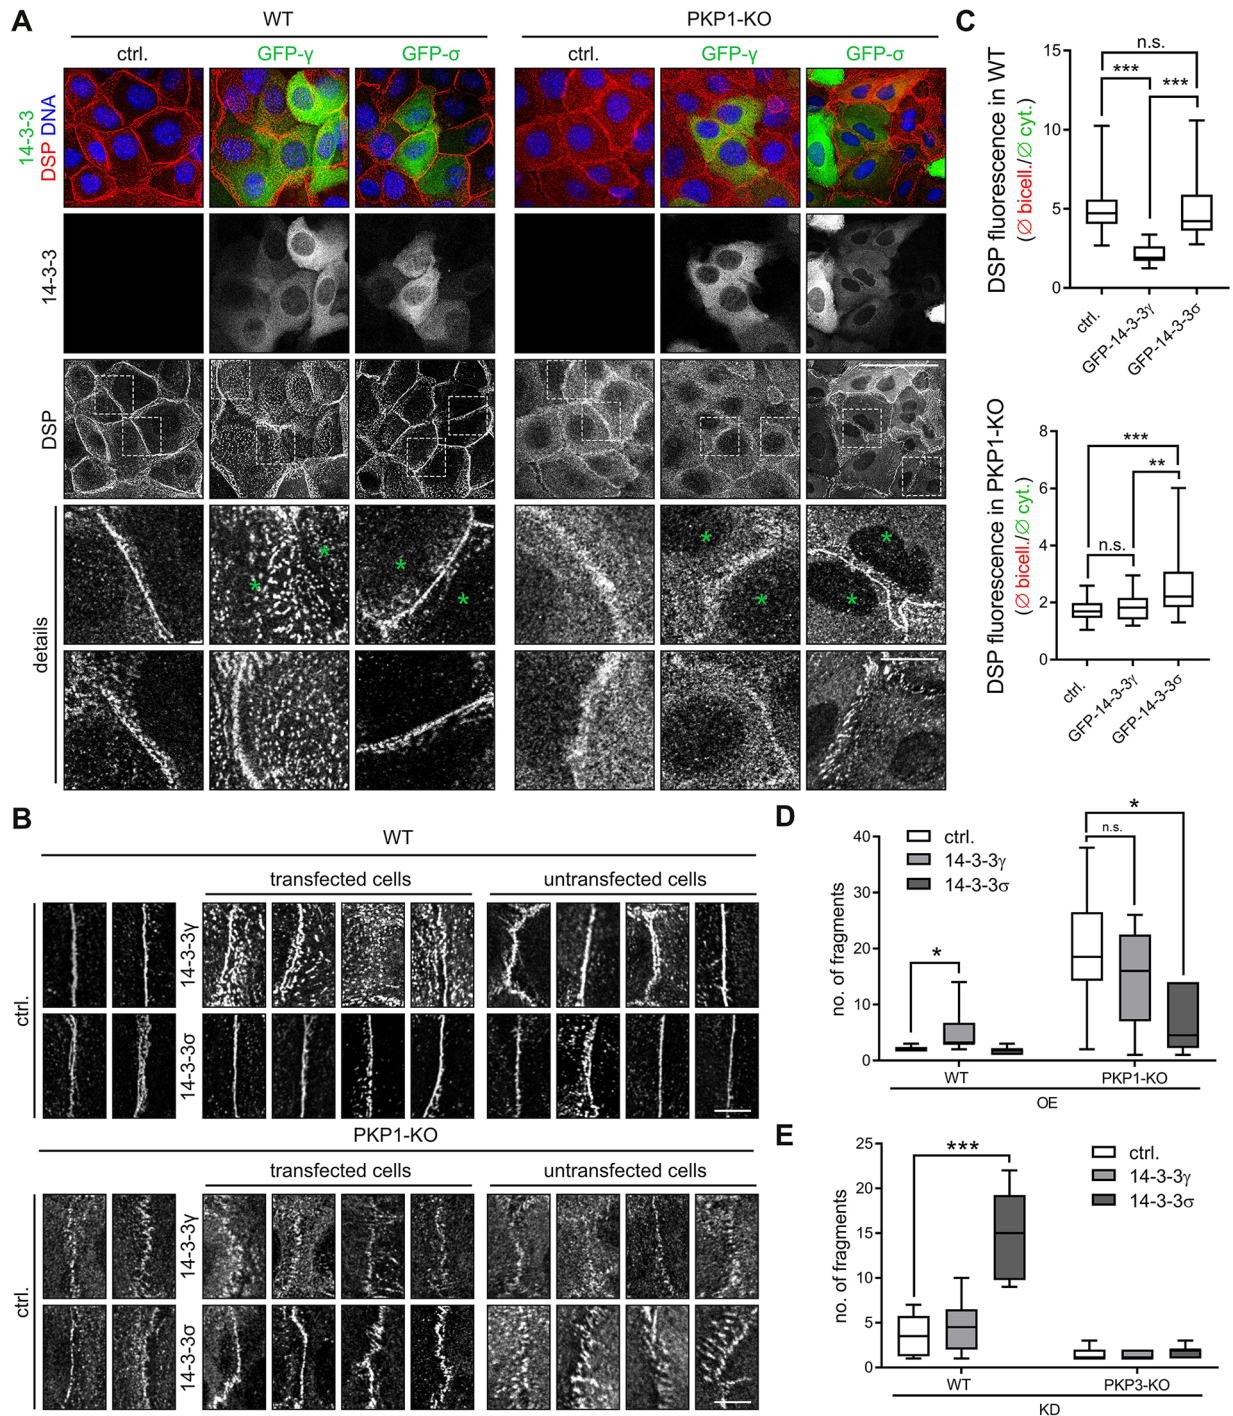 A
WT
PKP1-KO
ctrl.
GFP-γ
GFP-σ
ctrl.
GFP-γ
GFP-σ
14-3-3
DSP DNA
14-3-3
DSP
details
*
*
*
*
*
*
*
*
C
DSP fluorescence in WT
(∅ bicell./∅ cyt.)
15
10
5
0
n.s.
***
***
ctrl.
GFP-14-3-3γ
GFP-14-3-3σ
DSP fluorescence in PKP1-KO
(∅ bicell./∅ cyt.)
8
6
4
2
0
***
**
n.s.
ctrl.
GFP-14-3-3γ
GFP-14-3-3σ
B
WT
transfected cells
untransfected cells
ctrl.
14-3-3γ
14-3-3σ
PKP1-KO
transfected cells
untransfected cells
ctrl.
14-3-3γ
14-3-3σ
D
no. of fragments
40
30
20
10
0
ctrl.
14-3-3γ
14-3-3σ
*
n.s.
*
WT
PKP1-KO
OE
E
no. of fragments
25
20
15
10
5
0
***
ctrl.
14-3-3γ
14-3-3σ
WT
PKP3-KO
KD